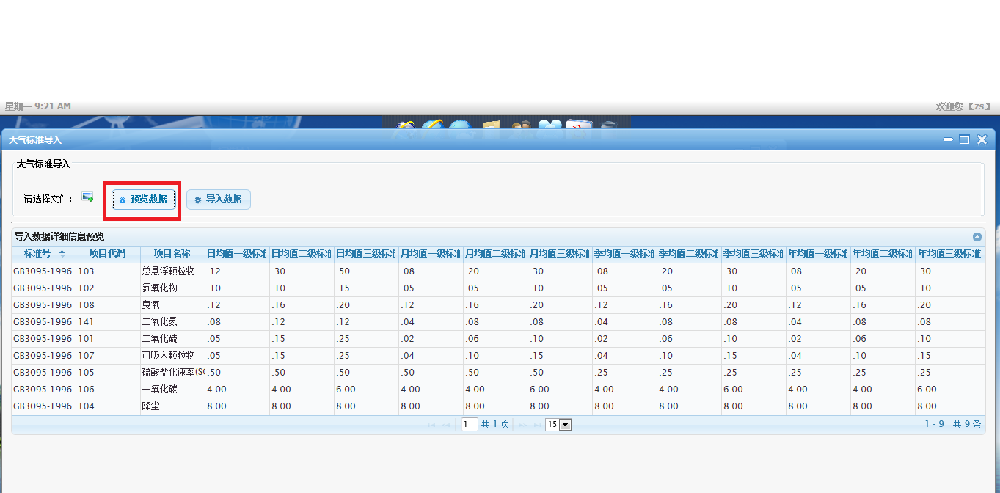 星期一 9:21 AM 欢迎您 【zs】
大气标准导入
大气标准导入
请选择文件： 预览数据 导入数据
导入数据详细信息预览
标准号 项目代码 项目名称 日均值一级标准 日均值二级标准 日均值三级标准 月均值一级标准 月均值二级标准 月均值三级标准 季均值一级标准 季均值二级标准 季均值三级标准 年均值一级标准 年均值二级标准 年均值三级标准
GB3095-1996 103 总悬浮颗粒物 .12 .30 .50 .08 .20 .30 .08 .20 .30 .08 .20 .30
GB3095-1996 102 氮氧化物 .10 .10 .15 .05 .05 .10 .05 .05 .10 .05 .05 .10
GB3095-1996 108 臭氧 .12 .16 .20 .12 .16 .20 .12 .16 .20 .12 .16 .20
GB3095-1996 141 二氧化氮 .08 .12 .12 .04 .08 .08 .04 .08 .08 .04 .08 .08
GB3095-1996 101 二氧化硫 .05 .15 .25 .02 .06 .10 .02 .06 .10 .02 .06 .10
GB3095-1996 107 可吸入颗粒物 .05 .15 .25 .04 .10 .15 .04 .10 .15 .04 .10 .15
GB3095-1996 105 硫酸盐化速率(SO .50 .50 .50 .50 .50 .50 .25 .25 .25 .25 .25 .25
GB3095-1996 106 一氧化碳 4.00 4.00 6.00 4.00 4.00 6.00 4.00 4.00 6.00 4.00 4.00 6.00
GB3095-1996 104 降尘 8.00 8.00 8.00 8.00 8.00 8.00 8.00 8.00 8.00 8.00 8.00 8.00
1 共 1 页 15 1 - 9 共 9 条